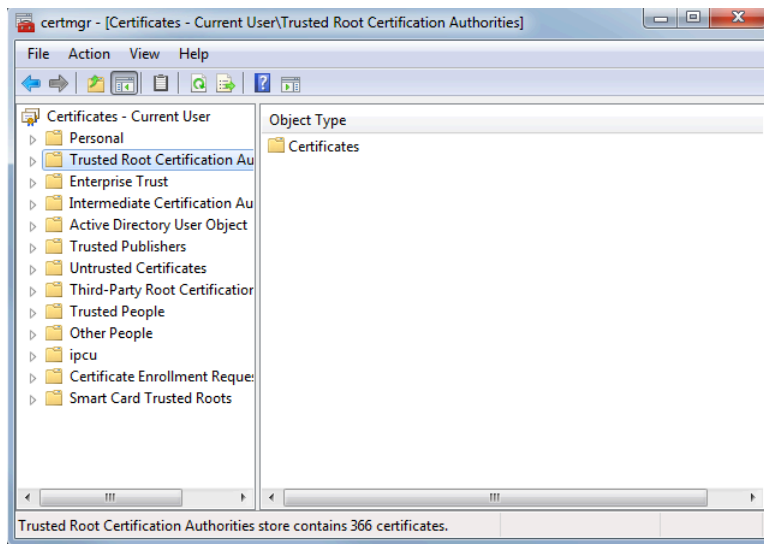 certmgr - [Certificates - Current User\Trusted Root Certification Authorities]
File Action View Help
Certificates - Current User
Personal
Trusted Root Certification Au
Enterprise Trust
Intermediate Certification Au
Active Directory User Object
Trusted Publishers
Untrusted Certificates
Third-Party Root Certification
Trusted People
Other People
ipcu
Certificate Enrollment Reques
Smart Card Trusted Roots
Object Type
Certificates
Trusted Root Certification Authorities store contains 366 certificates.